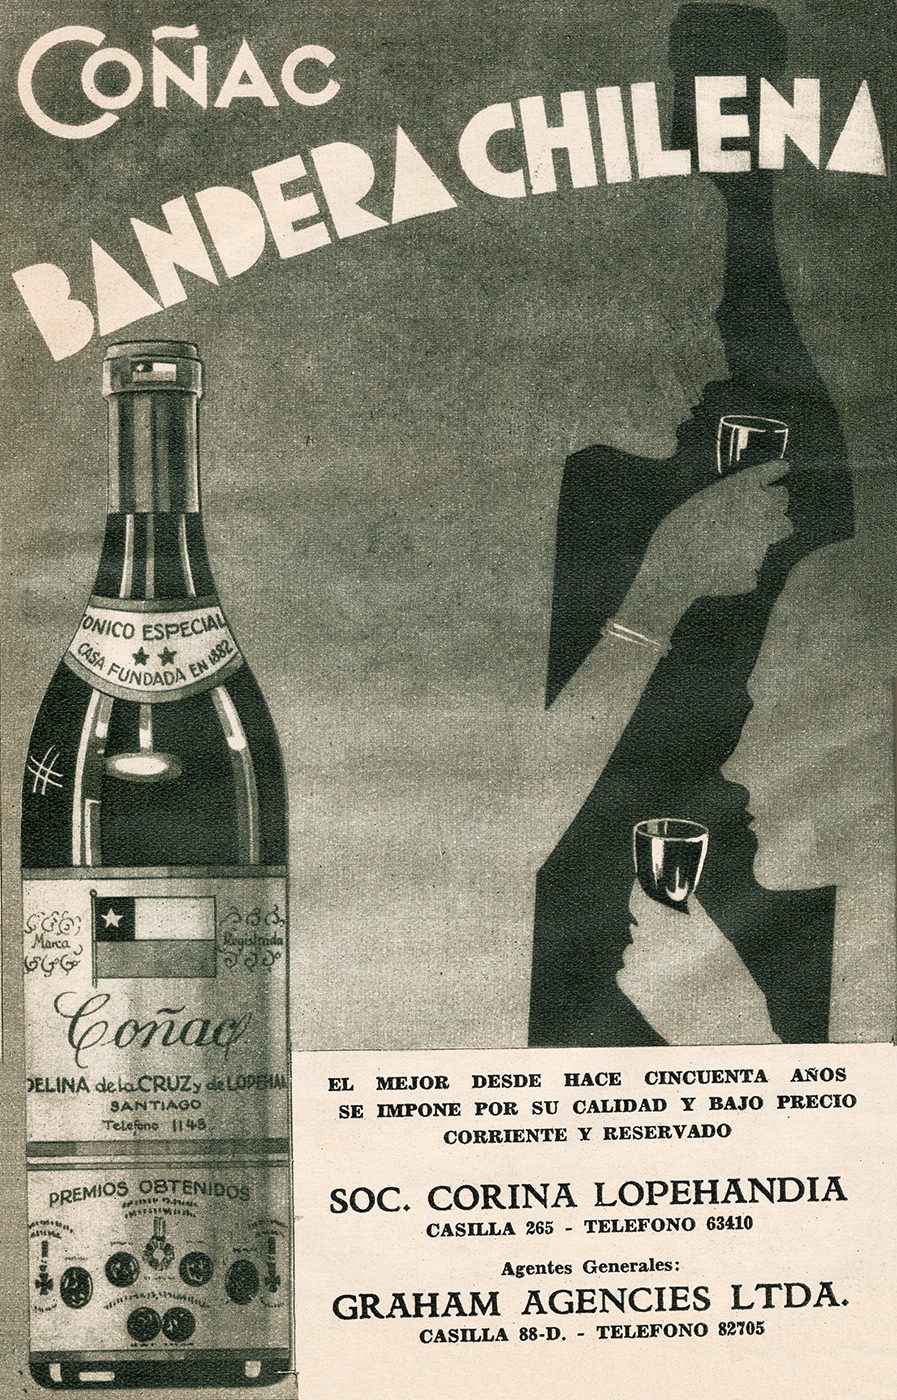 COÑAC
BANDERA CHILENA
ONICO ESPECIAL
CASA FUNDADA EN 1882
Marca
Registrada
Coñac
DELINA de la CRUZ y de LOPEHAN
SANTIAGO
Telefono 1148
PREMIOS OBTENIDOS
EL MEJOR DESDE HACE CINCUENTA AÑOS
SE IMPONE POR SU CALIDAD Y BAJO PRECIO
CORRIENTE Y RESERVADO
SOC. CORINA LOPEHANDIA
CASILLA 265 - TELEFONO 63410
Agentes Generales:
GRAHAM AGENCIES LTDA.
CASILLA 88-D. - TELEFONO 82705